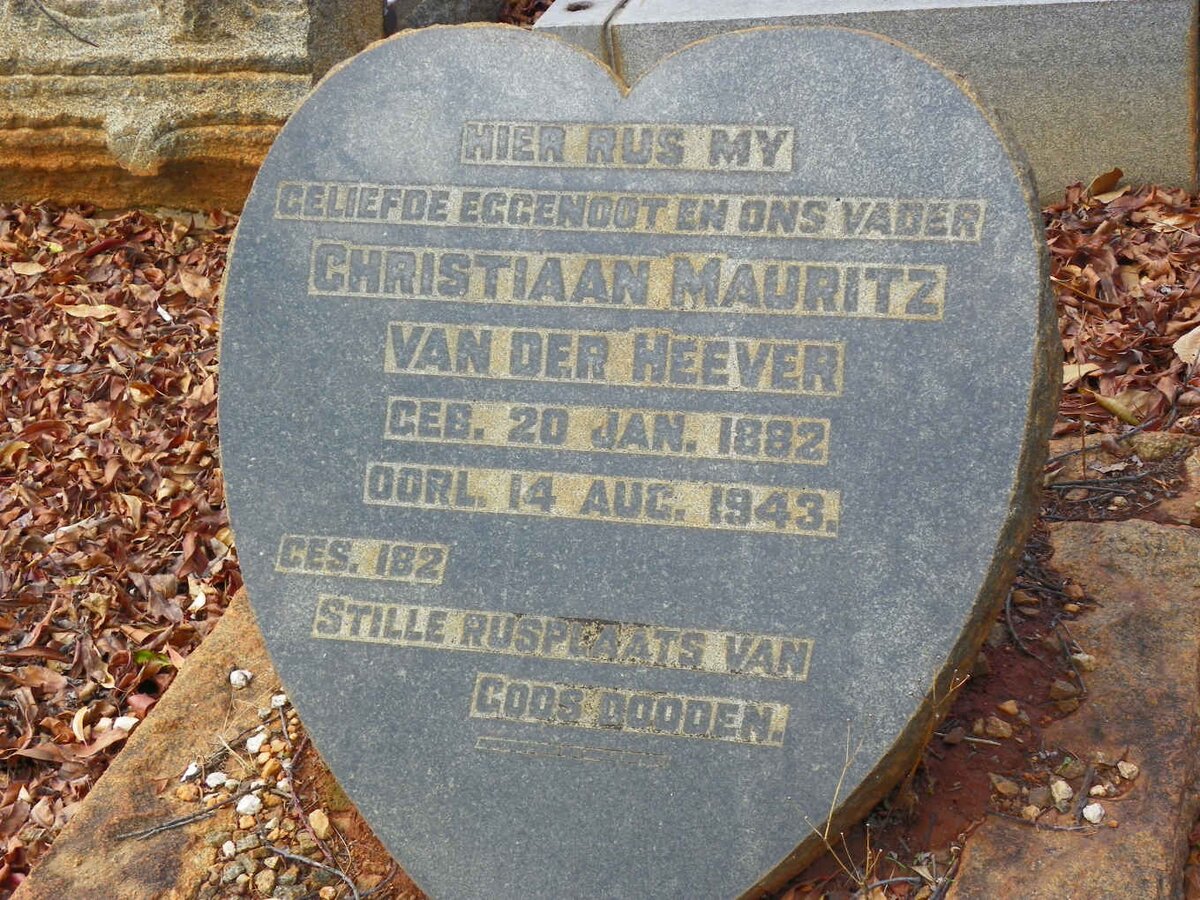 HIER RUS MY
GELIEFDE EGGENOOT EN ONS VADER
CHRISTIAAN MAURITZ
VAN DER HEEVER
GEB. 20 JAN. 1882
OORL. 14 AUG. 1943.
GES. 182
STILLE RUSPLAATS VAN
GODS DOODEN.